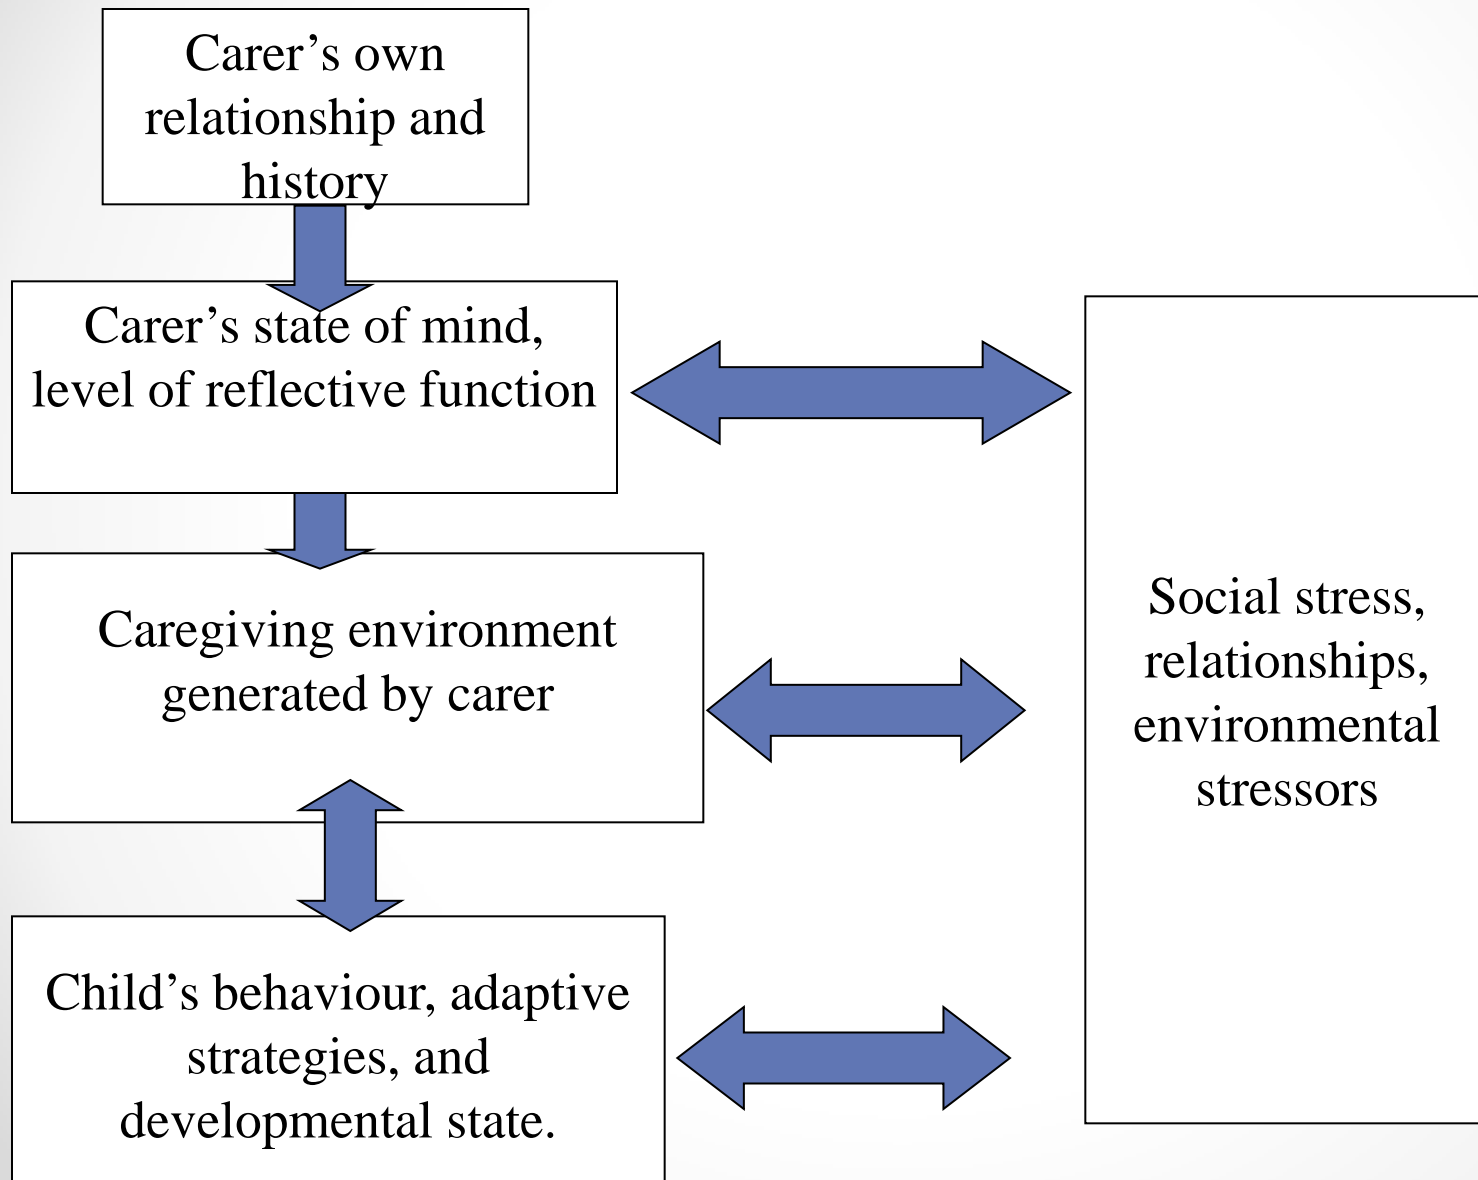 Carer’s own
relationship and
history
Carer’s state of mind,
level of reflective function
Caregiving environment
generated by carer
Child’s behaviour, adaptive
strategies, and
developmental state.
Social stress,
relationships,
environmental
stressors